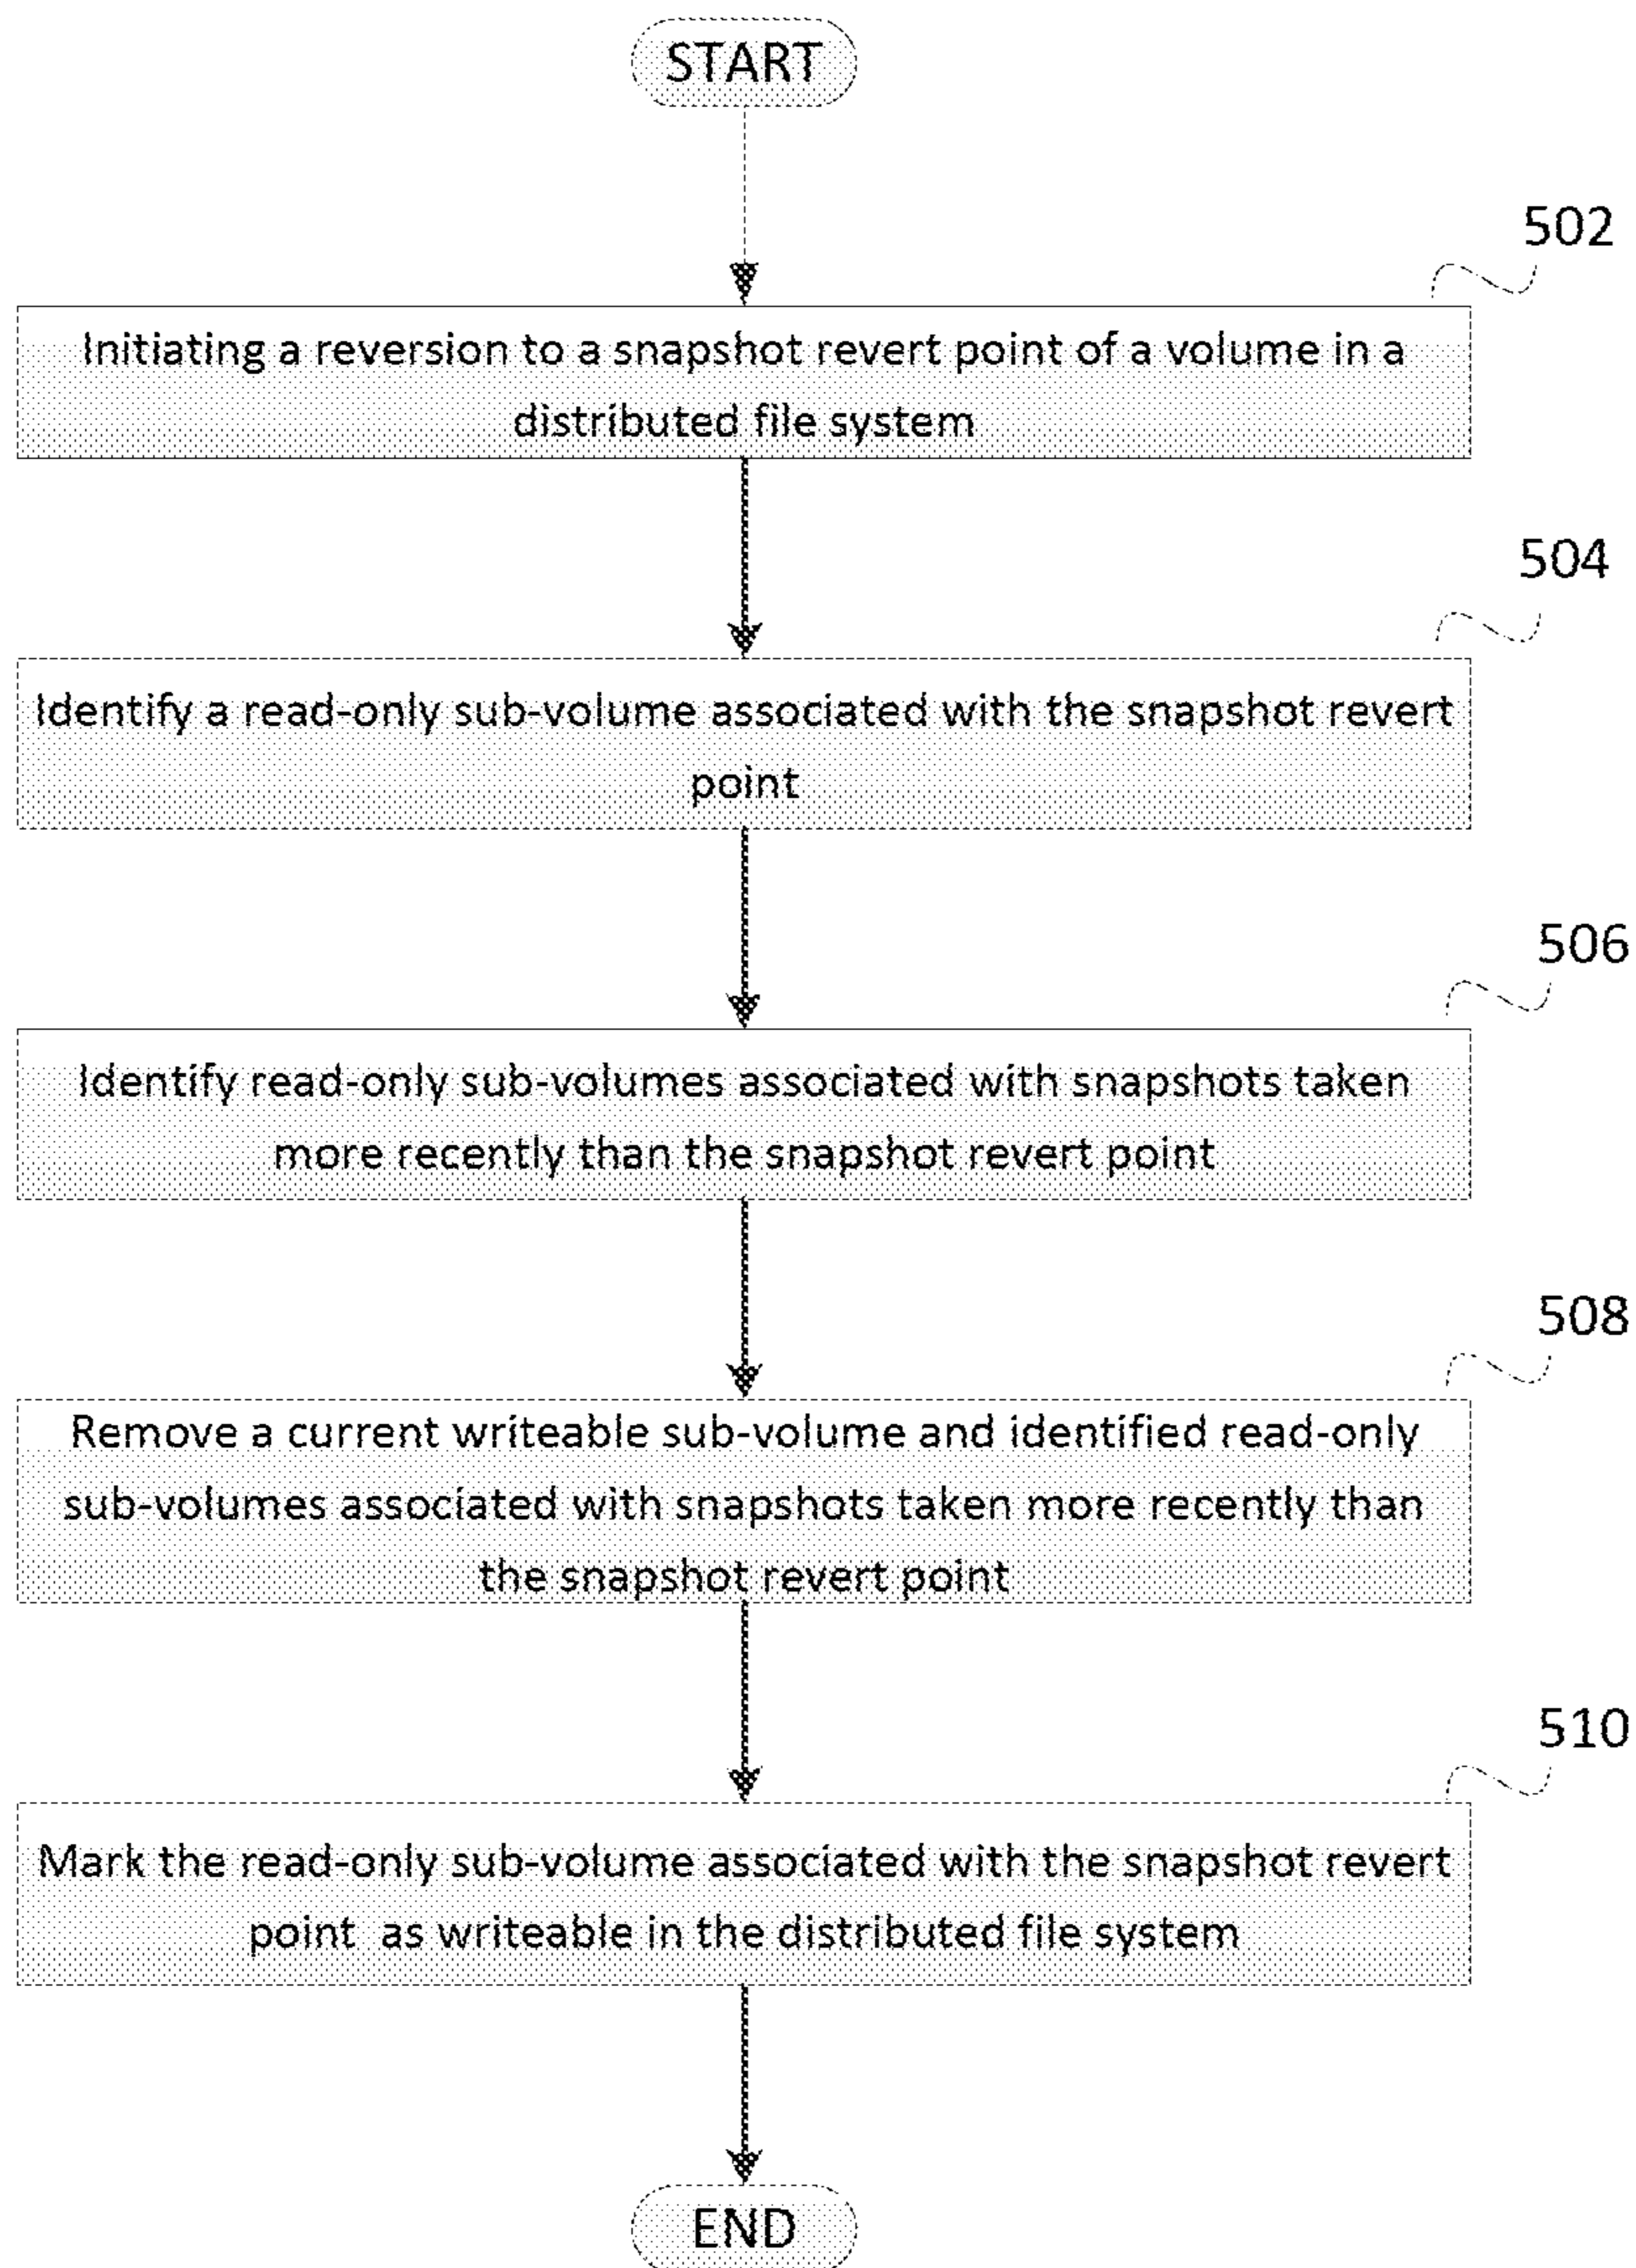 START
502
Initiating a reversion to a snapshot revert point of a volume in a
distributed file system
504
Identify a read-only sub-volume associated with the snapshot revert
point
506
Identify read-only sub-volumes associated with snapshots taken
more recently than the snapshot revert point
508
Remove a current writeable sub-volume and identified read-only
sub-volumes associated with snapshots taken more recently than
the snapshot revert point
510
Mark the read-only sub-volume associated with the snapshot revert
point as writeable in the distributed file system
END